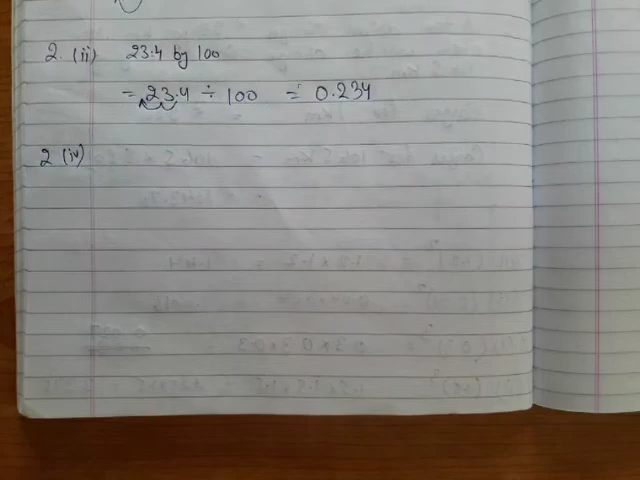 2. (ii) 23.4 by 100
= 23.4 ÷ 100 = 0.234
2 (iv)